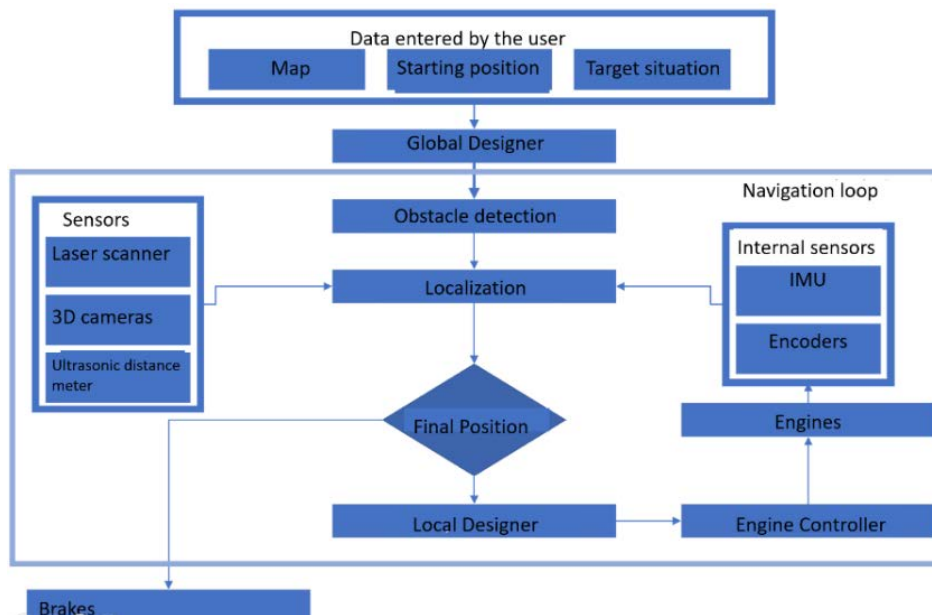 Data entered by the user
Map
Starting position
Target situation
Global Designer
Navigation loop
Obstacle detection
Sensors
Laser scanner
3D cameras
Ultrasonic distance
meter
Localization
Internal sensors
IMU
Encoders
Final Position
Engines
Local Designer
Engine Controller
Brakes